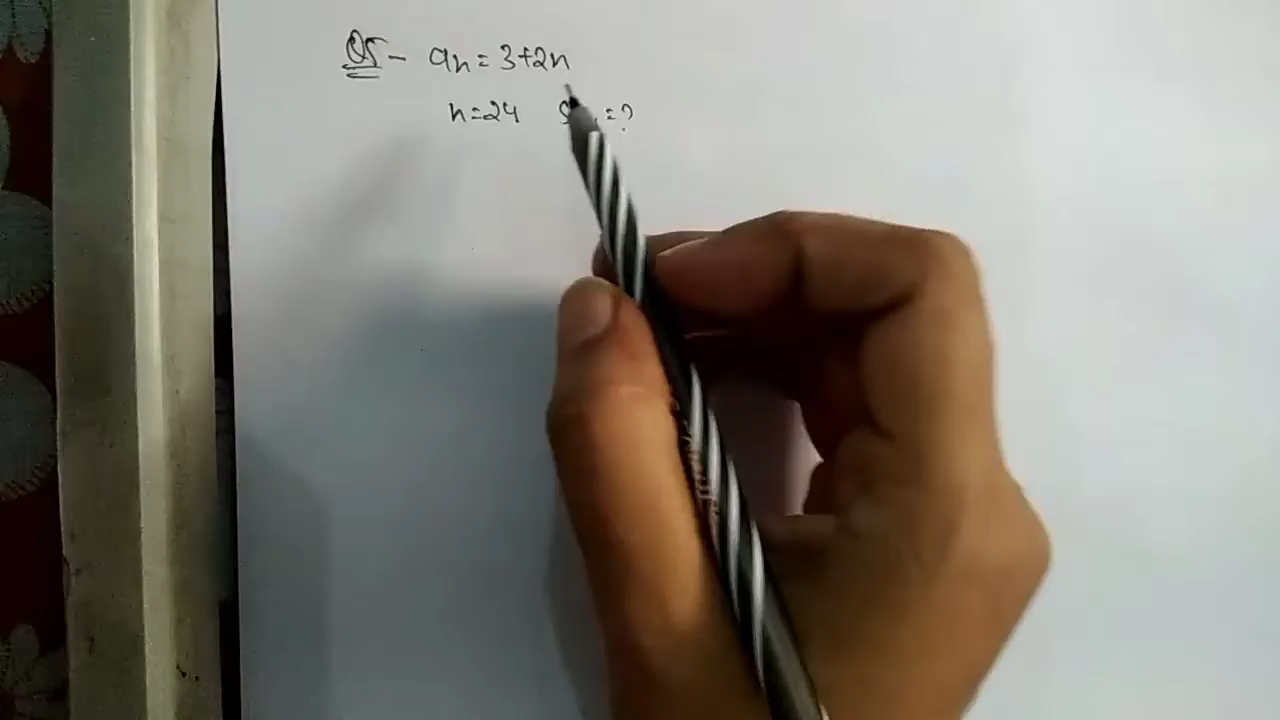 Q5 - an = 3+2n
n=24 S = ?